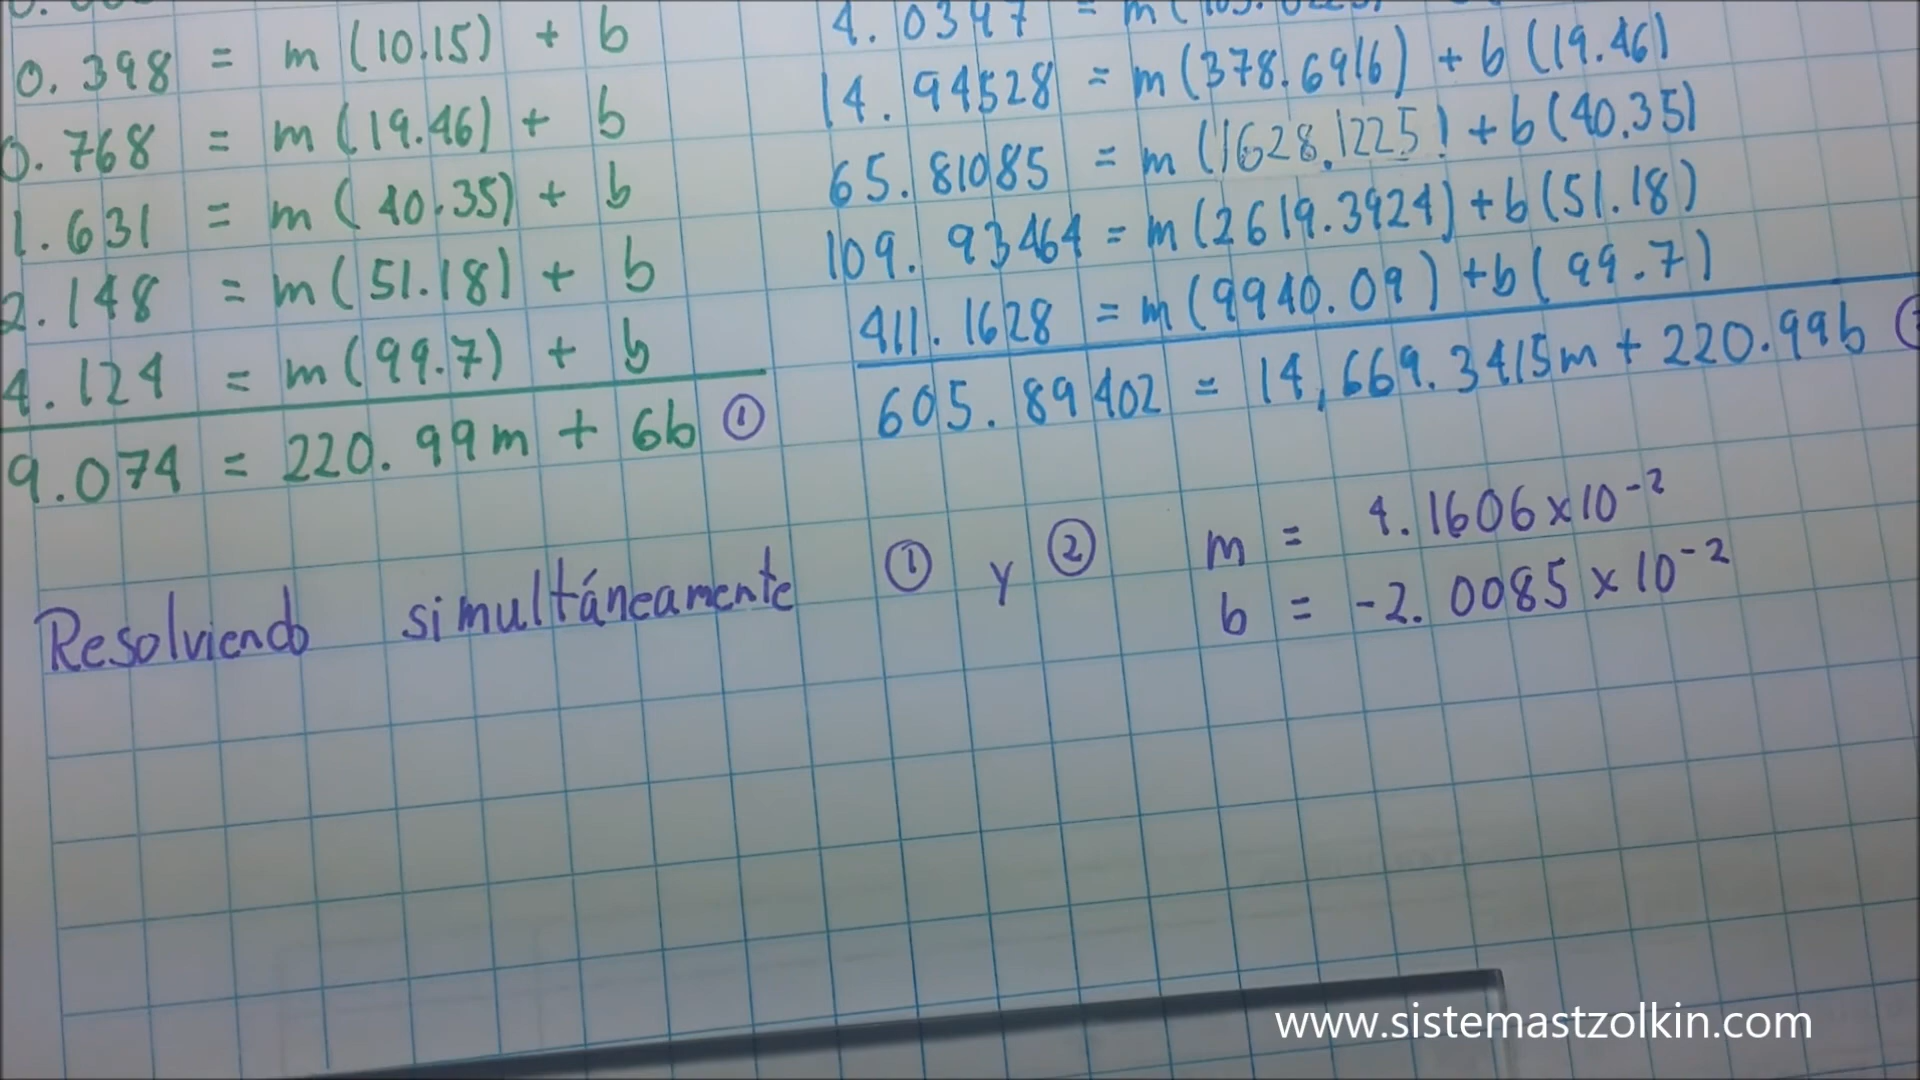 0.398 = m (10.15) + b
0.768 = m (19.46) + b
1.631 = m (40.35) + b
2.148 = m (51.18) + b
4.124 = m (99.7) + b
9.074 = 220.99m + 6b ①
14.94528 = m (378.6916) + b (19.46)
65.81085 = m (1628.1225) + b (40.35)
109.93464 = m (2619.3924) + b (51.18)
411.1628 = m (9940.09) + b (99.7)
605.89402 = 14,669.3415m + 220.99b
Resolviendo simultáneamente ① y ②
m = 4.1606 x 10⁻²
b = -2.0085 x 10⁻²
www.sistemastzolkin.com